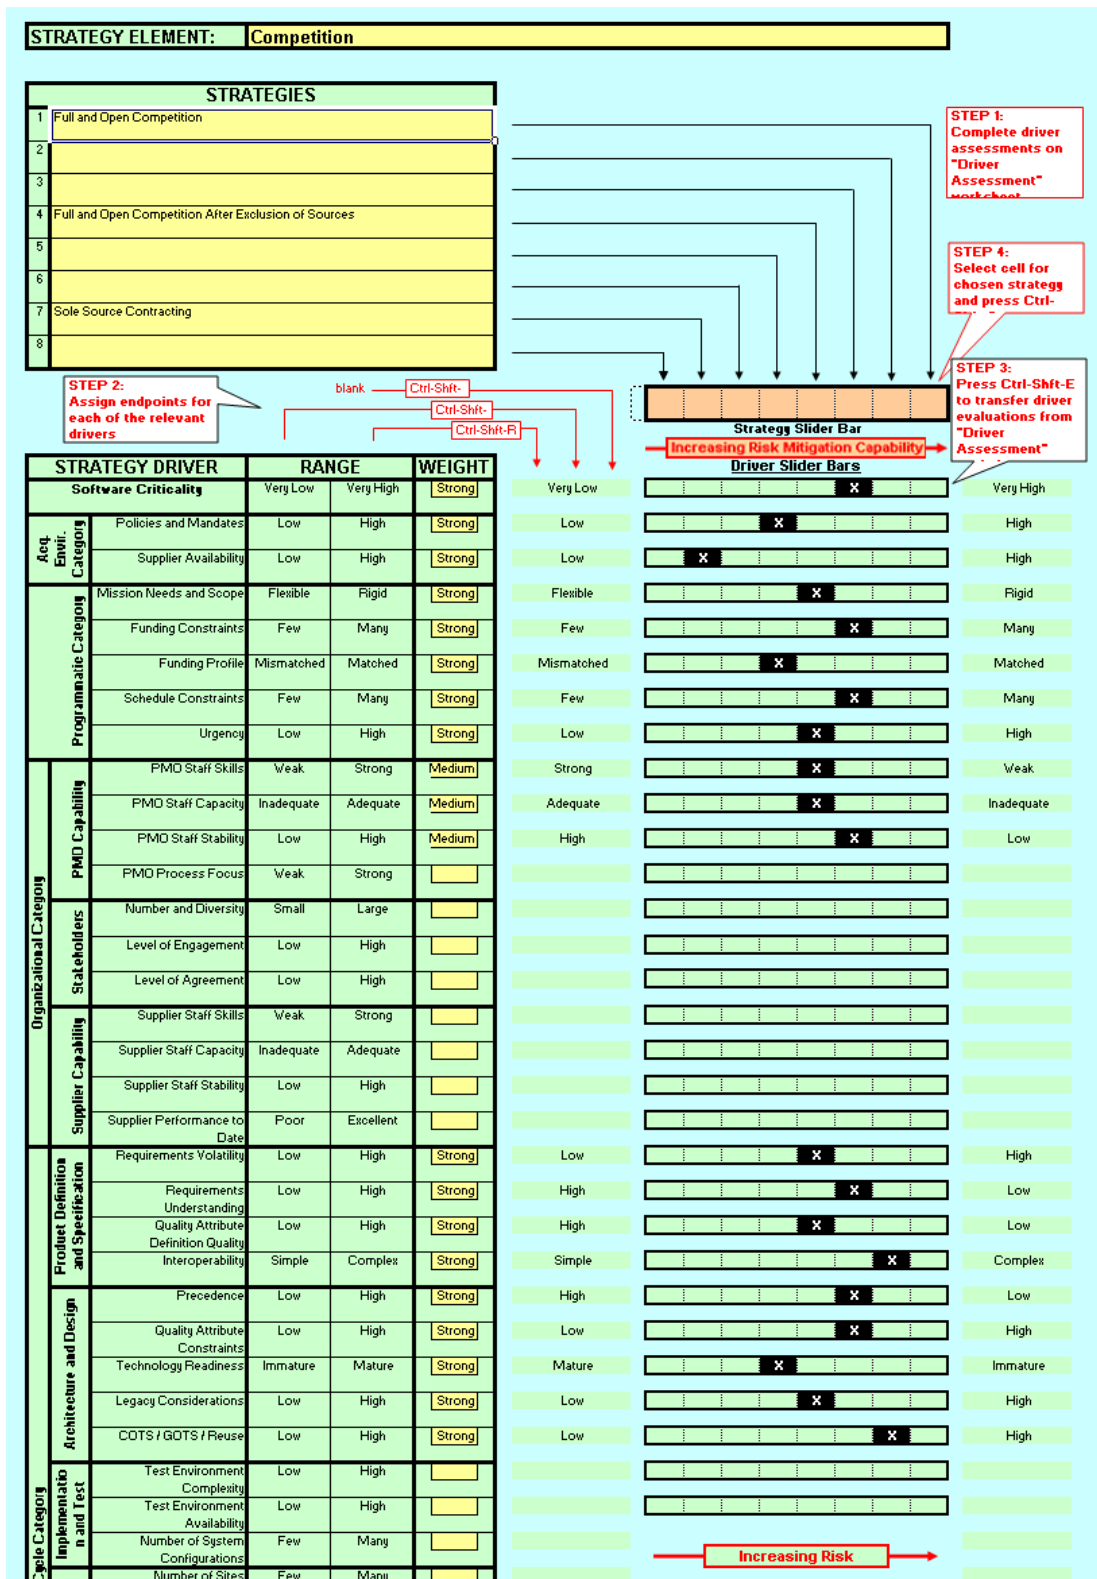 STRATEGY ELEMENT: Competition
STRATEGIES
1 Full and Open Competition
2
3
4 Full and Open Competition After Exclusion of Sources
5
6
7 Sole Source Contracting
8
STEP 1:
Complete driver
assessments on
"Driver
Assessment"
STEP 4:
Select cell for
chosen strategy
and press Ctrl-
STEP 2:
Assign endpoints for
each of the relevant
drivers
blank Ctrl-Shft-
Ctrl-Shft-
Ctrl-Shft-R
STEP 3:
Press Ctrl-Shft-E
to transfer driver
evaluations from
"Driver
Assessment"
Strategy Slider Bar
Increasing Risk Mitigation Capability
Driver Slider Bars
STRATEGY DRIVER RANGE WEIGHT
Software Criticality Very Low Very High Strong Very Low X Very High
Acq.
Envir.
Category
Policies and Mandates Low High Strong Low X High
Supplier Availability Low High Strong Low X High
Programmatic Category
Mission Needs and Scope Flexible Rigid Strong Flexible X Rigid
Funding Constraints Few Many Strong Few X Many
Funding Profile Mismatched Matched Strong Mismatched X Matched
Schedule Constraints Few Many Strong Few X Many
Urgency Low High Strong Low X High
Organizational Category
PMO Capability
PMO Staff Skills Weak Strong Medium Strong X Weak
PMO Staff Capacity Inadequate Adequate Medium Adequate X Inadequate
PMO Staff Stability Low High Medium High X Low
PMO Process Focus Weak Strong
Stakeholders
Number and Diversity Small Large
Level of Engagement Low High
Level of Agreement Low High
Supplier Capability
Supplier Staff Skills Weak Strong
Supplier Staff Capacity Inadequate Adequate
Supplier Staff Stability Low High
Supplier Performance to Poor Excellent
Date
Cycle Category
Product Definition
and Specification
Requirements Volatility Low High Strong Low X High
Requirements Low High Strong High X Low
Understanding
Quality Attribute Low High Strong High X Low
Definition Quality
Interoperability Simple Complex Strong Simple X Complex
Architecture and Design
Precedence Low High Strong High X Low
Quality Attribute Low High Strong Low X High
Constraints
Technology Readiness Immature Mature Strong Mature X Immature
Legacy Considerations Low High Strong Low X High
COTS / GOTS / Reuse Low High Strong Low X High
Implementatio
n and Test
Test Environment Low High
Complexity
Test Environment Low High
Availability
Number of System Few Many
Configurations
Number of Sites Few Many
Increasing Risk